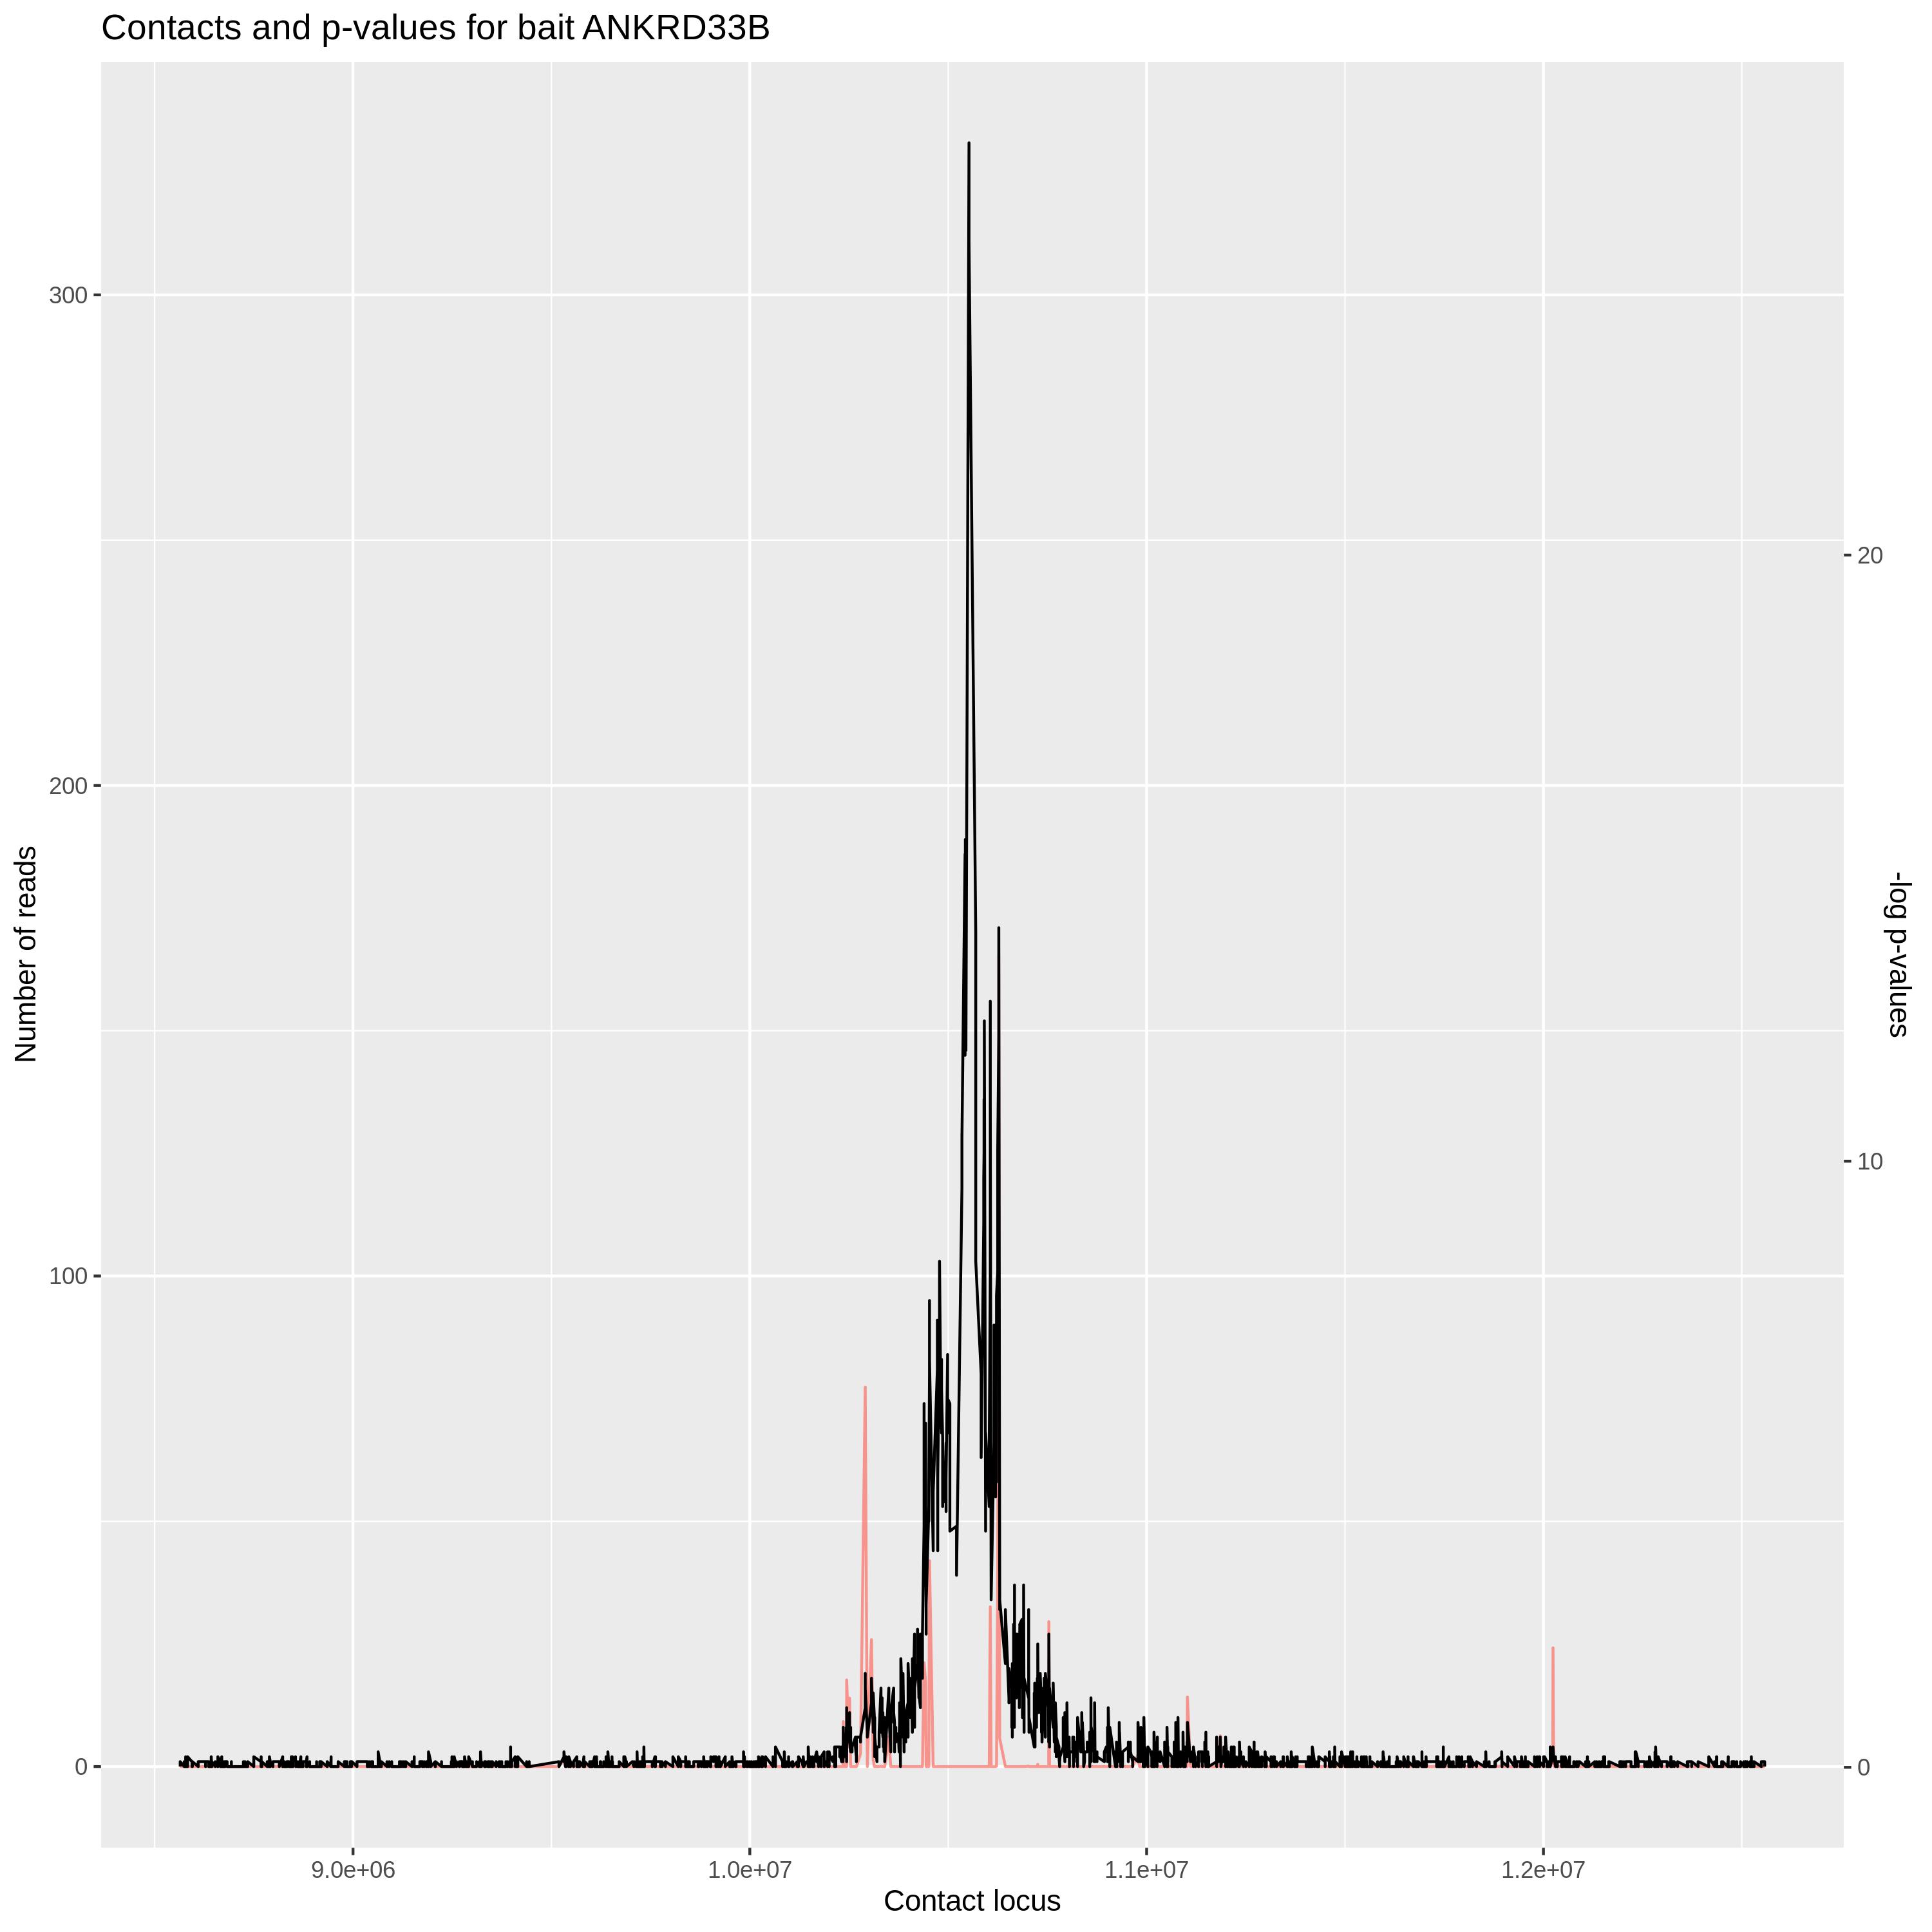 Contacts and p-values for bait ANKRD33B
300
200
100
0
Number of reads
20
10
0
-log p-values
9.0e+06
1.0e+07
1.1e+07
1.2e+07
Contact locus